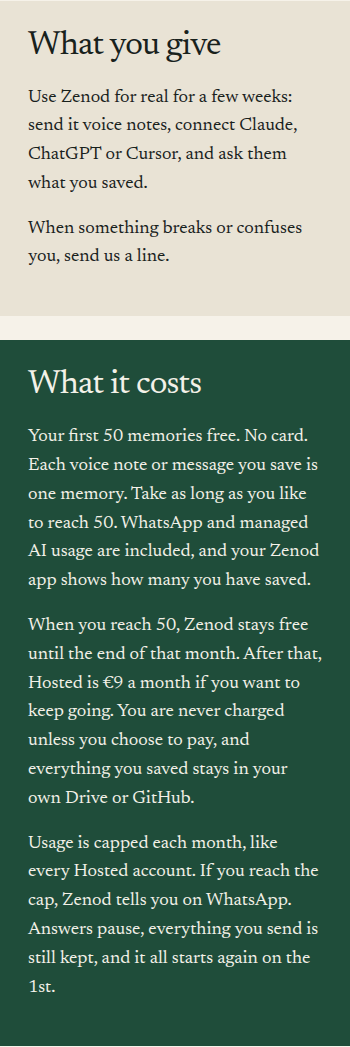 What you give
Use Zenod for real for a few weeks:
send it voice notes, connect Claude,
ChatGPT or Cursor, and ask them
what you saved.
When something breaks or confuses
you, send us a line.
What it costs
Your first 50 memories free. No card.
Each voice note or message you save is
one memory. Take as long as you like
to reach 50. WhatsApp and managed
AI usage are included, and your Zenod
app shows how many you have saved.
When you reach 50, Zenod stays free
until the end of that month. After that,
Hosted is €9 a month if you want to
keep going. You are never charged
unless you choose to pay, and
everything you saved stays in your
own Drive or GitHub.
Usage is capped each month, like
every Hosted account. If you reach the
cap, Zenod tells you on WhatsApp.
Answers pause, everything you send is
still kept, and it all starts again on the
1st.